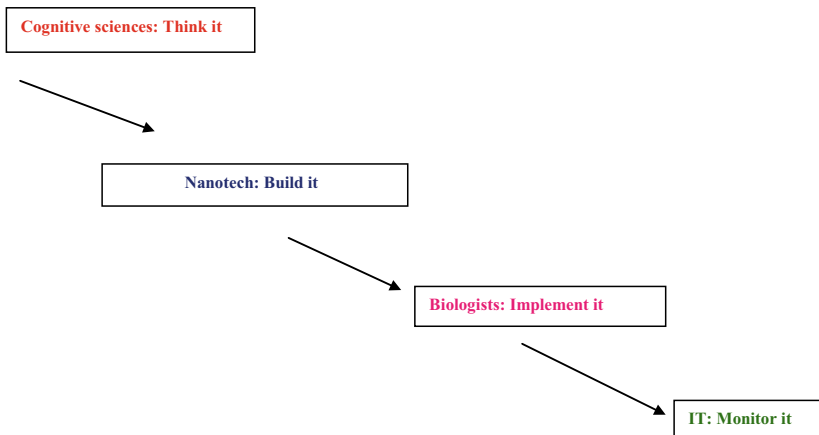 Cognitive sciences: Think it
Nanotech: Build it
Biologists: Implement it
IT: Monitor it